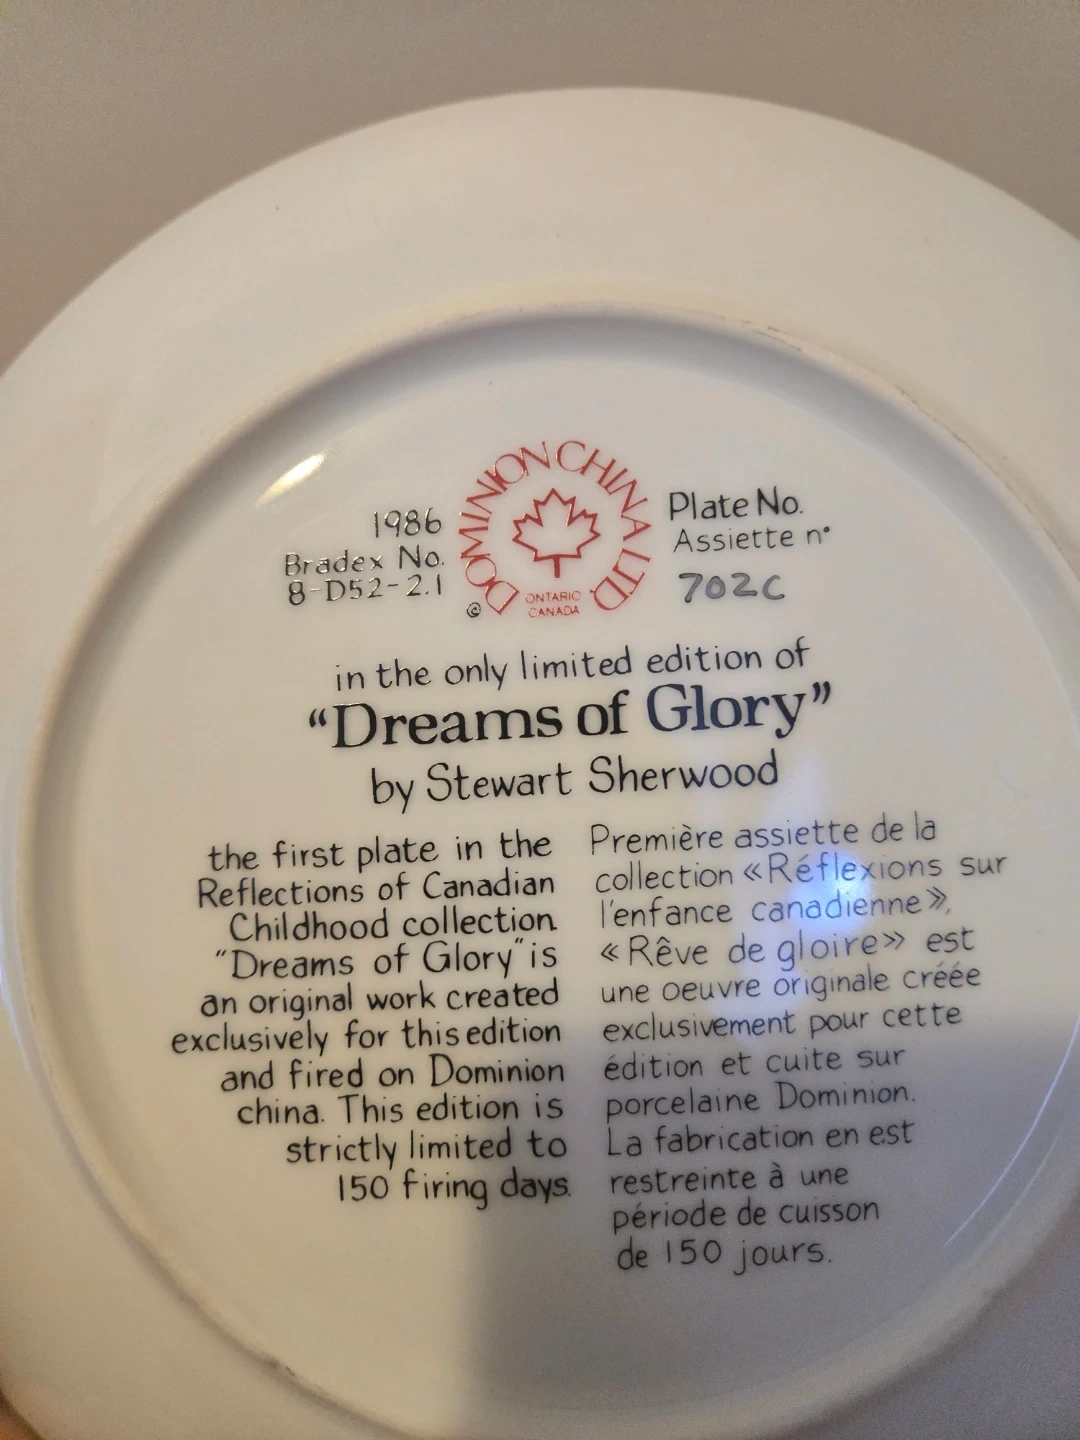 DOMINION CHINA LTD.
ONTARIO
CANADA
©
1986
Bradex No.
8-D52-2.1
Plate No.
Assiette n°
702C
in the only limited edition of
"Dreams of Glory"
by Stewart Sherwood
the first plate in the
Reflections of Canadian
Childhood collection
"Dreams of Glory" is
an original work created
exclusively for this edition
and fired on Dominion
china. This edition is
strictly limited to
150 firing days.
Première assiette de la
collection «Réflexions sur
l'enfance canadienne»,
«Rêve de gloire» est
une oeuvre originale créée
exclusivement pour cette
édition et cuite sur
porcelaine Dominion.
La fabrication en est
restreinte à une
période de cuisson
de 150 jours.